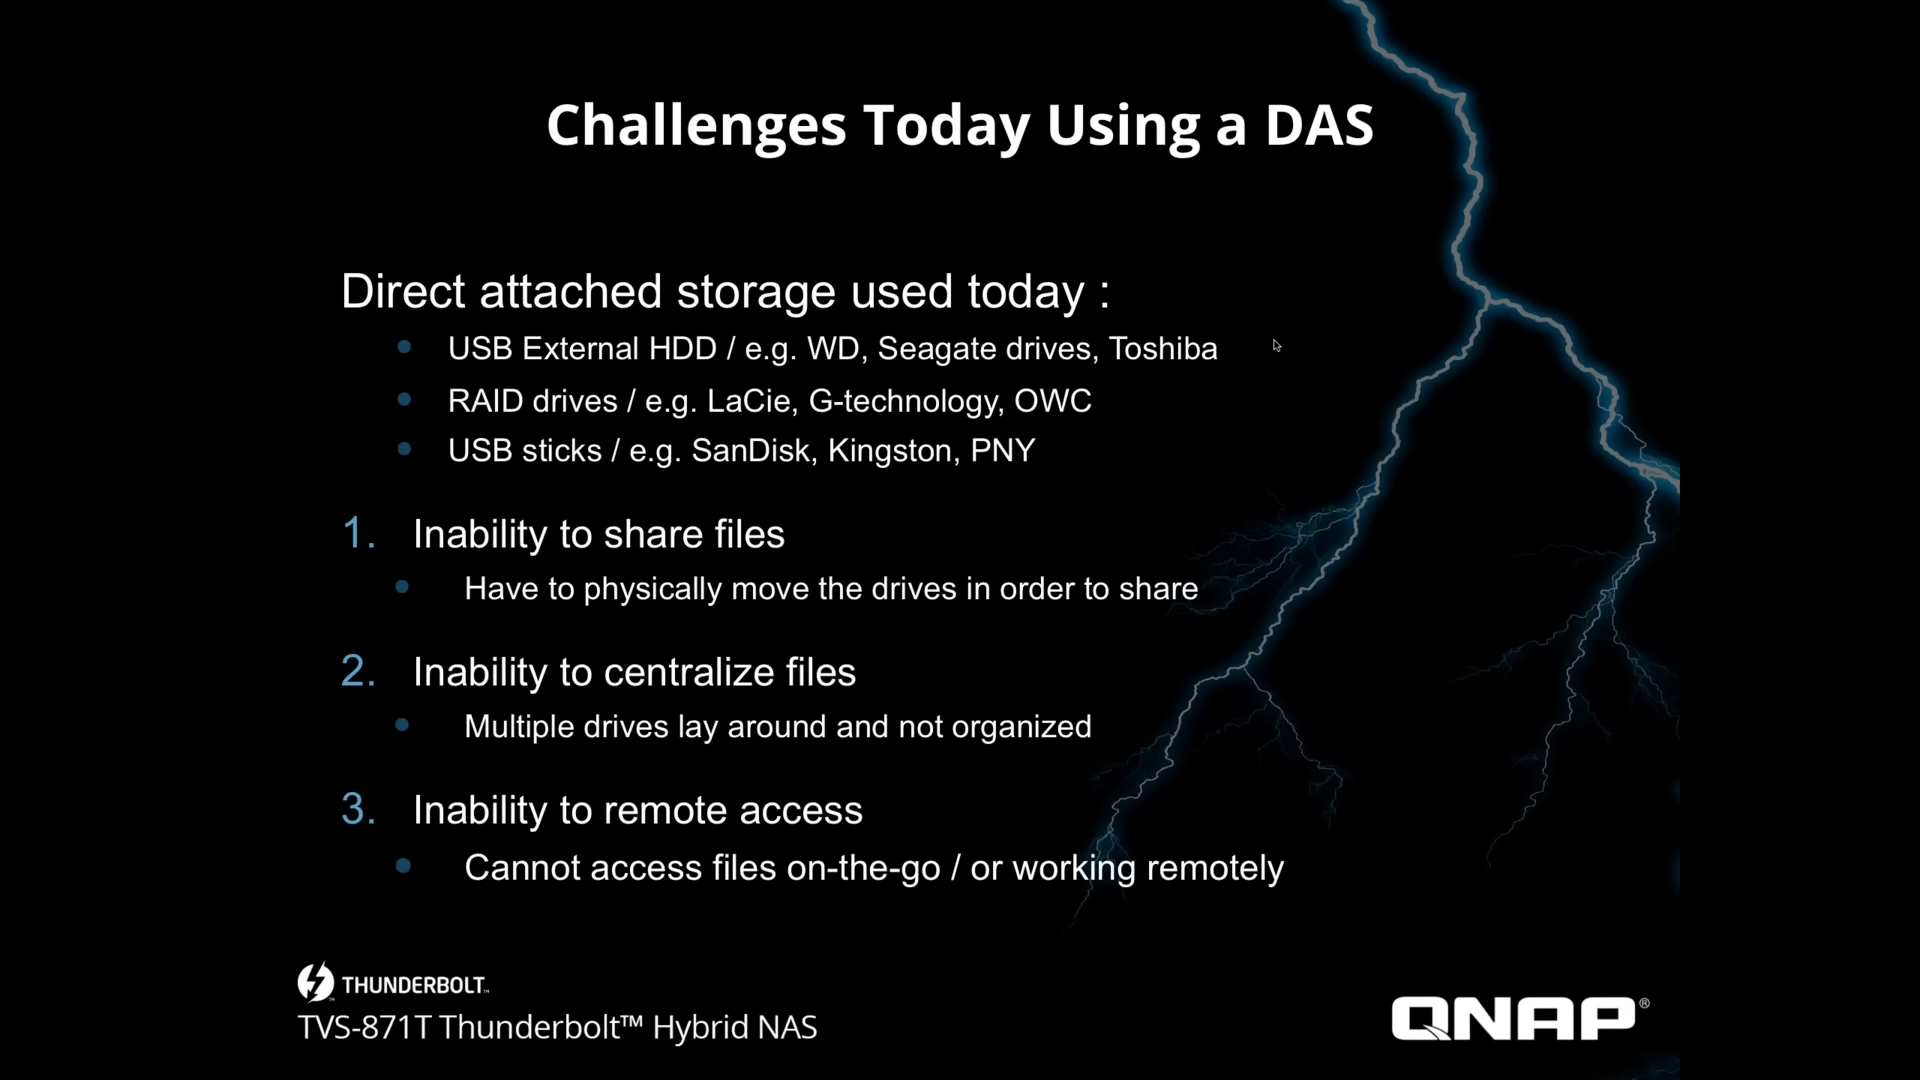 Challenges Today Using a DAS
Direct attached storage used today :
USB External HDD / e.g. WD, Seagate drives, Toshiba
RAID drives / e.g. LaCie, G-technology, OWC
USB sticks / e.g. SanDisk, Kingston, PNY
1. Inability to share files
Have to physically move the drives in order to share
2. Inability to centralize files
Multiple drives lay around and not organized
3. Inability to remote access
Cannot access files on-the-go / or working remotely
THUNDERBOLT™
TVS-871T Thunderbolt™ Hybrid NAS
QNAP®